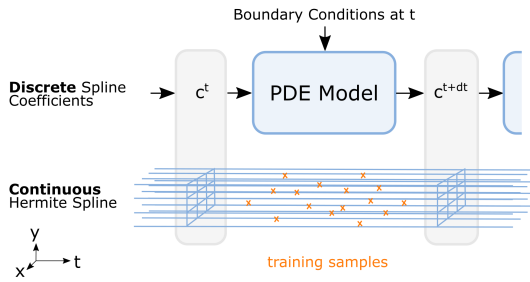 Boundary Conditions at t
Discrete Spline
Coefficients
c^t
PDE Model
c^{t+dt}
Continuous
Hermite Spline
y
x
t
training samples